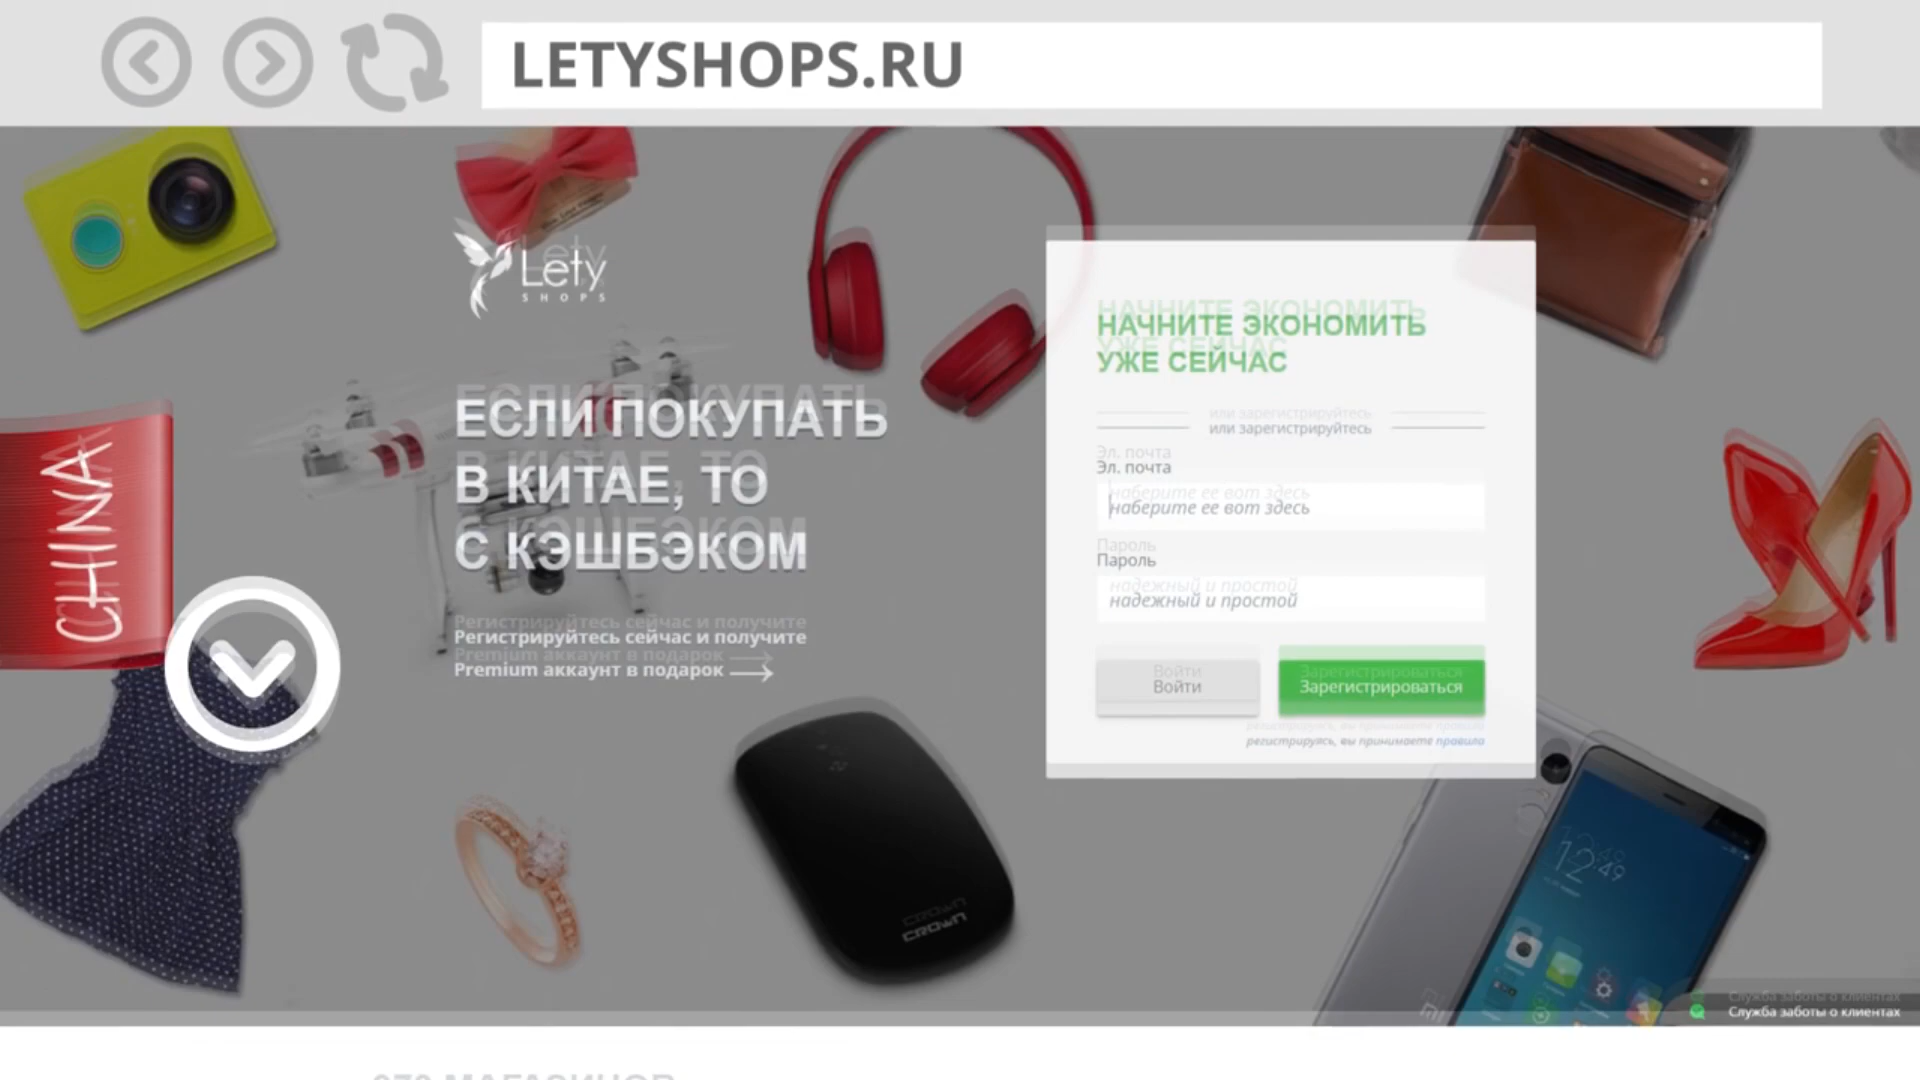 LETYSHOPS.RU
Lety
SHOPS
ЕСЛИ ПОКУПАТЬ
В КИТАЕ, ТО
С КЭШБЭКОМ
Регистрируйтесь сейчас и получите
Premium аккаунт в подарок
CHINA
CROWN
НАЧНИТЕ ЭКОНОМИТЬ
УЖЕ СЕЙЧАС
или зарегистрируйтесь
Эл. почта
наберите ее вот здесь
Пароль
надежный и простой
Войти
Зарегистрироваться
регистрируясь, вы принимаете правила
12:49
Служба заботы о клиентах